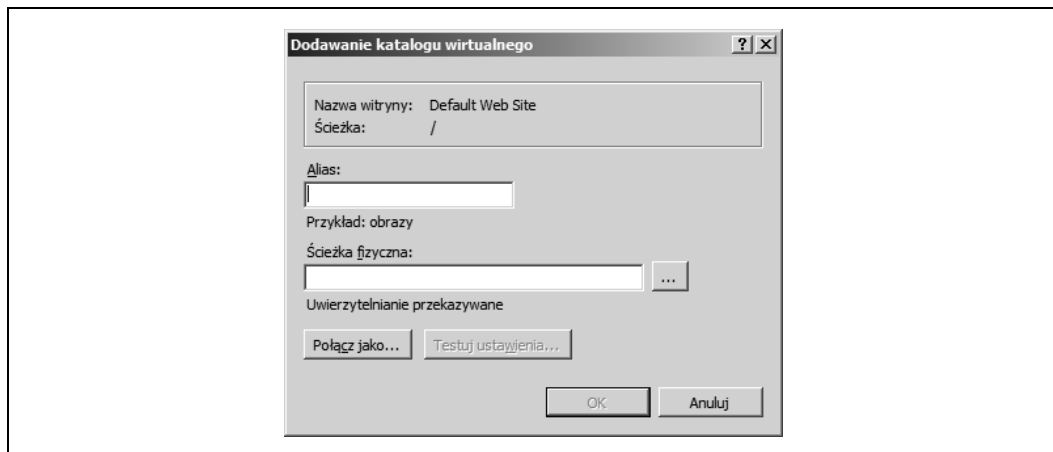 Dodawanie katalogu wirtualnego
Nazwa witryny: Default Web Site
Ścieżka: /
Alias:
Przykład: obrazy
Ścieżka fizyczna:
...
Uwierzytelnianie przekazywane
Połącz jako... Testuj ustawienia...
OK Anuluj